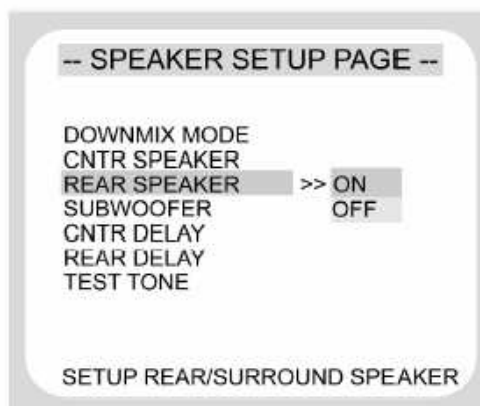 -- SPEAKER SETUP PAGE --
DOWNMIX MODE
CNTR SPEAKER
REAR SPEAKER >> ON
SUBWOOFER OFF
CNTR DELAY
REAR DELAY
TEST TONE
SETUP REAR/SURROUND SPEAKER